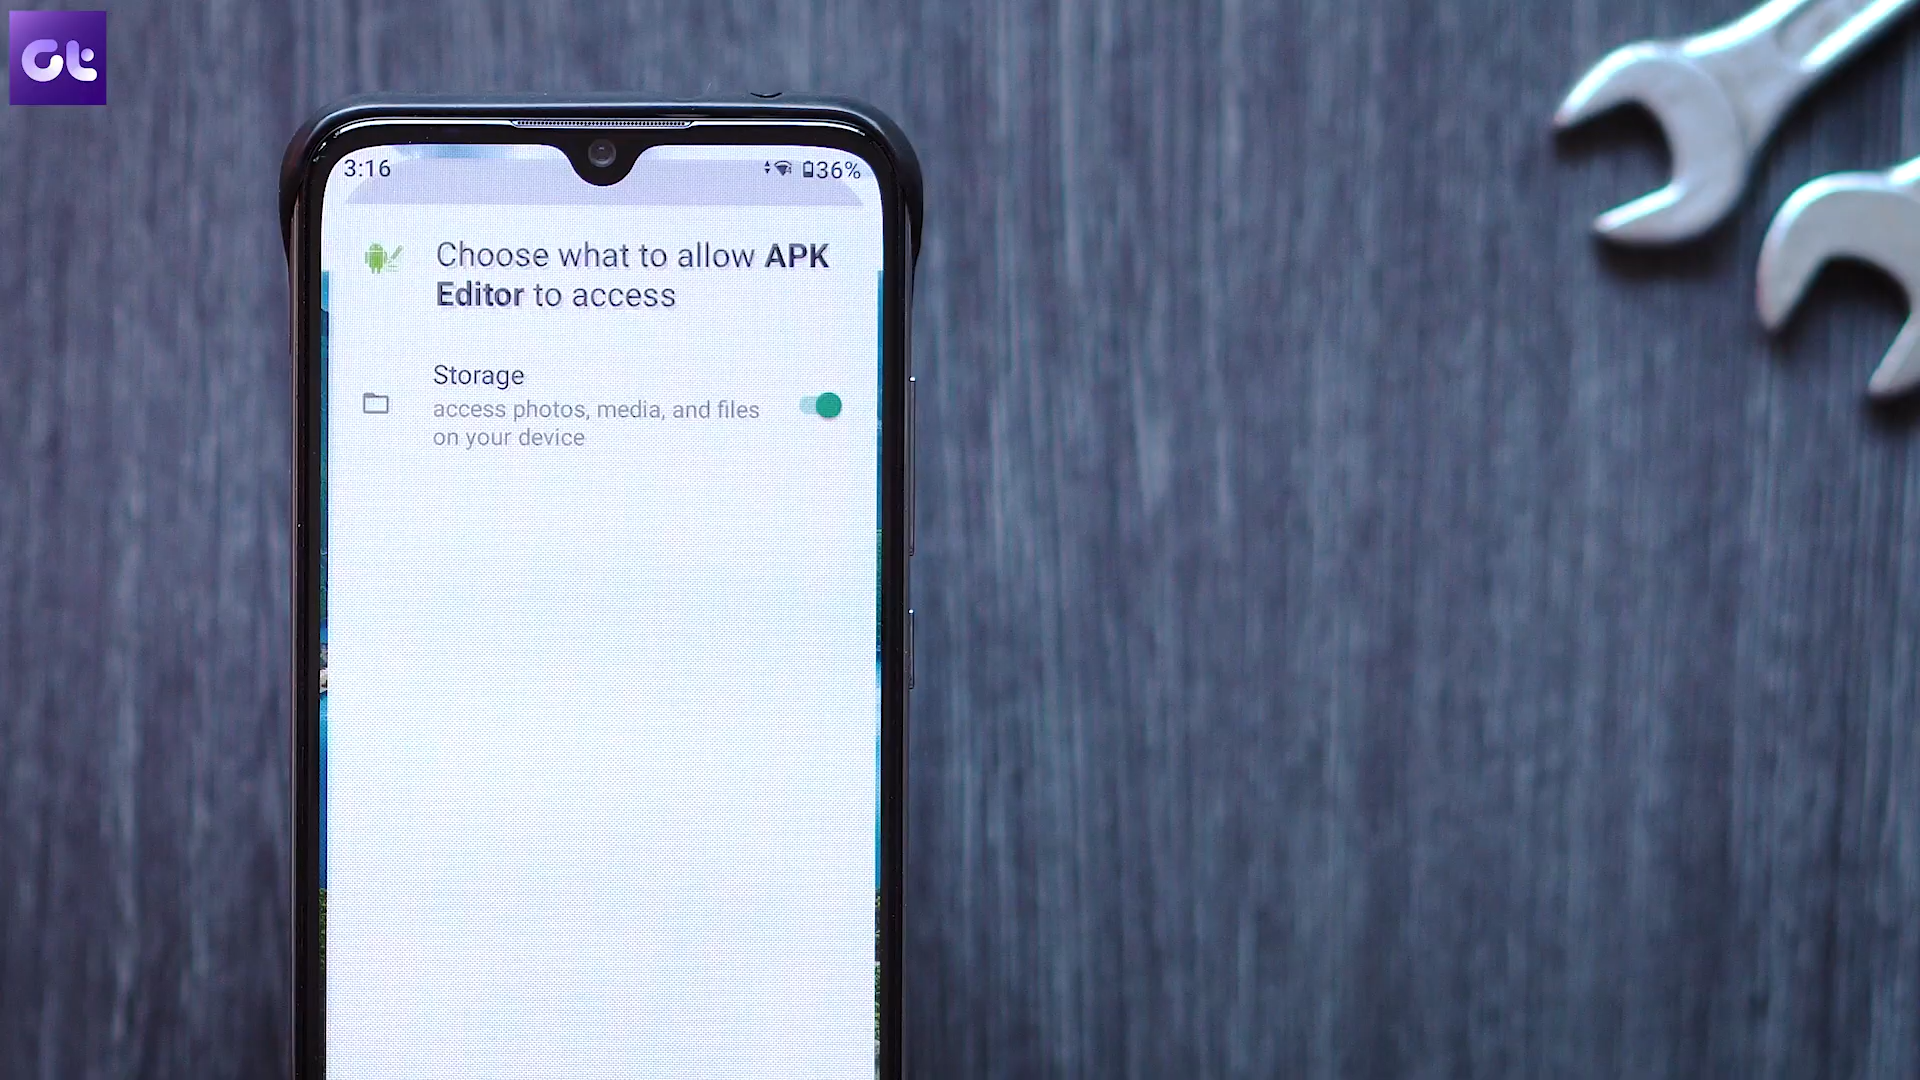 Gt
3:16
36%
Choose what to allow APK
Editor to access
Storage
access photos, media, and files
on your device